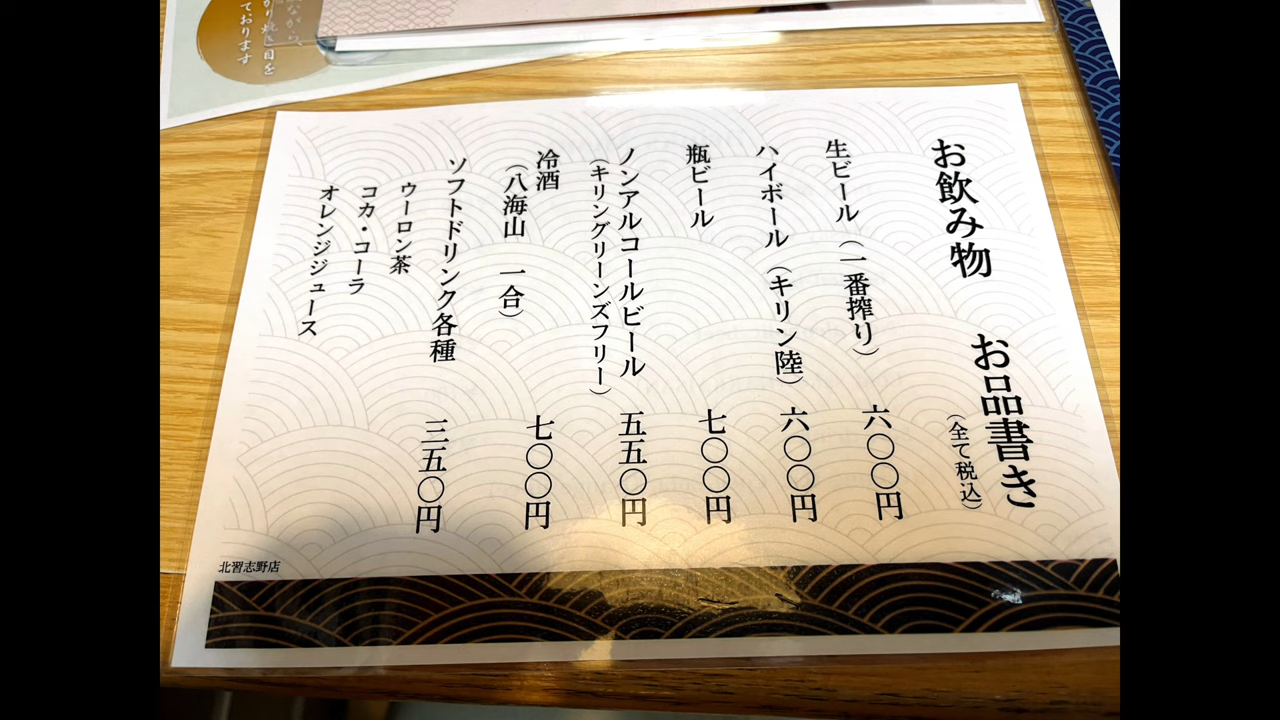 お飲み物 お品書き
(全て税込)
生ビール (一番搾り) 六〇〇円
ハイボール (キリン陸) 六〇〇円
瓶ビール 七〇〇円
ノンアルコールビール 五五〇円
(キリングリーンズフリー)
冷酒 七〇〇円
(八海山 一合)
ソフトドリンク各種 三五〇円
ウーロン茶
コカ・コーラ
オレンジジュース
北習志野店
ております